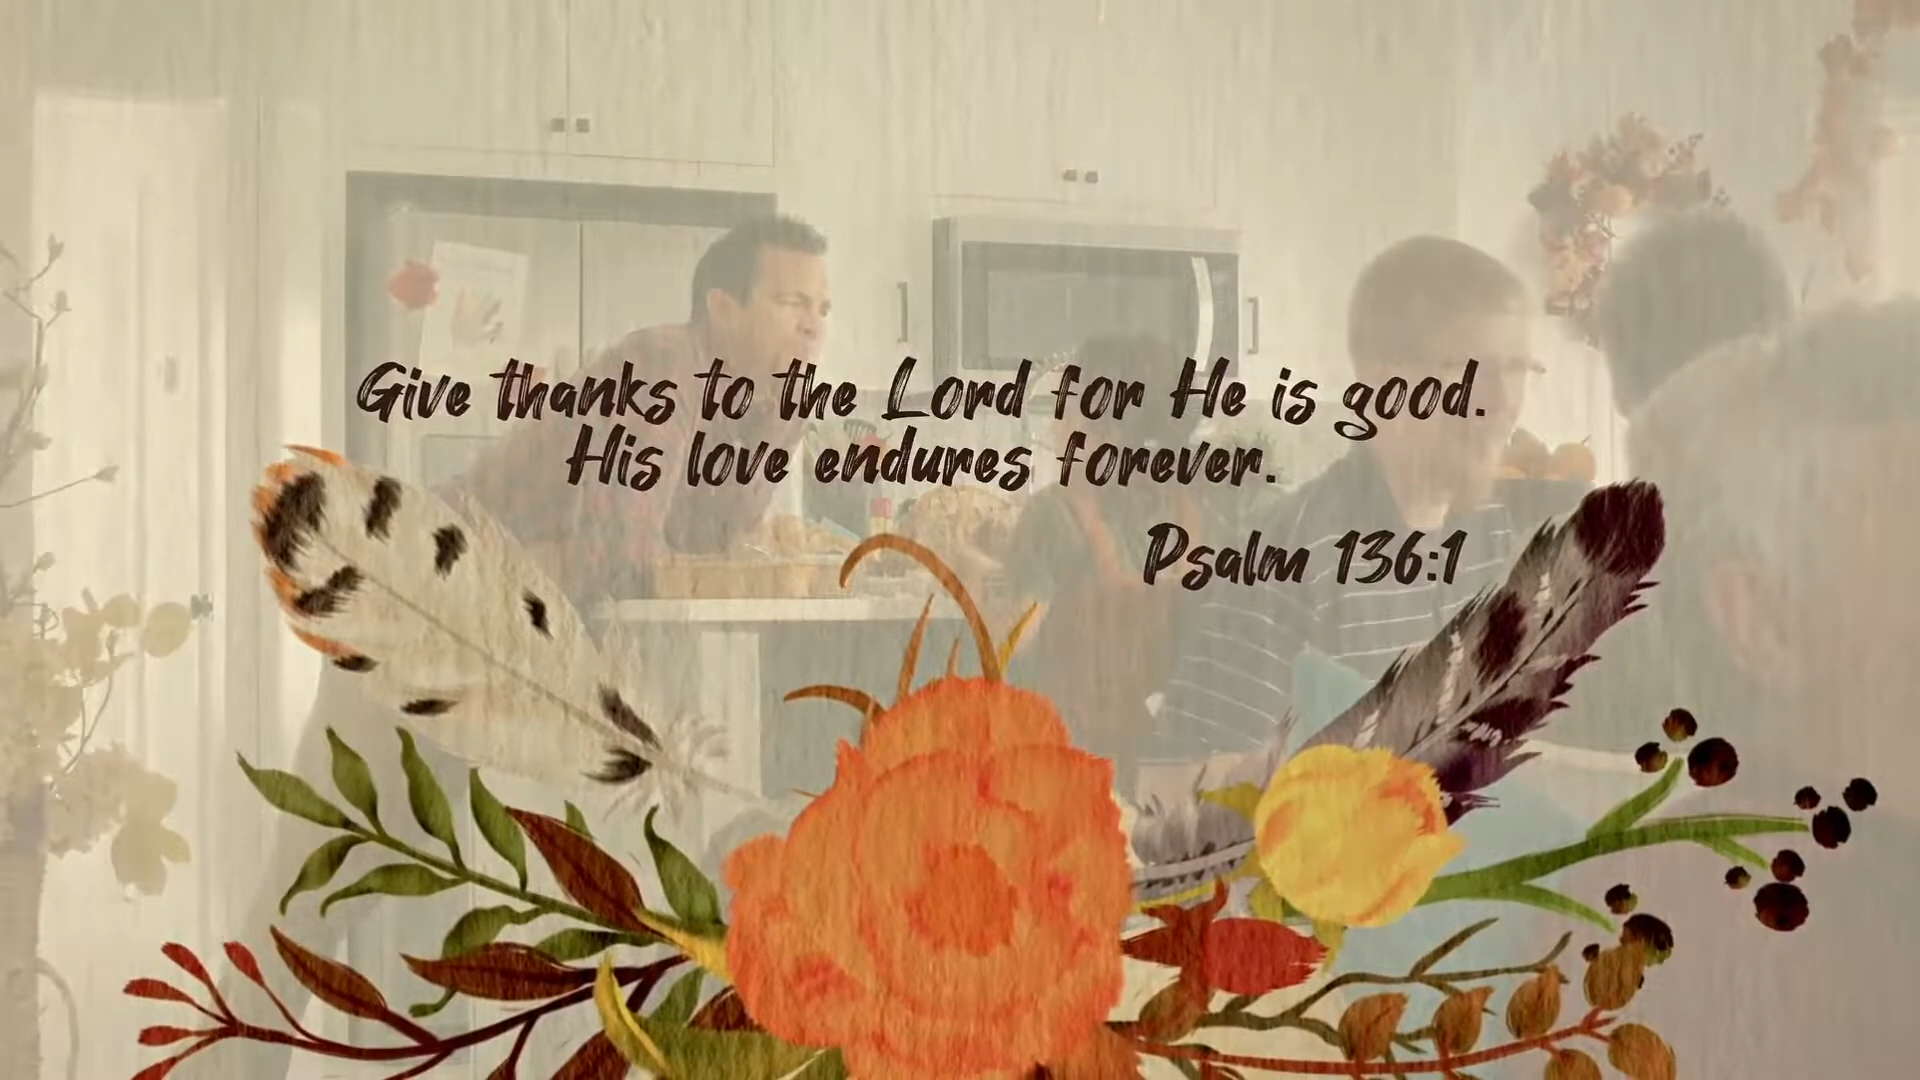 Give thanks to the Lord for He is good.
His love endures forever.
Psalm 136:1